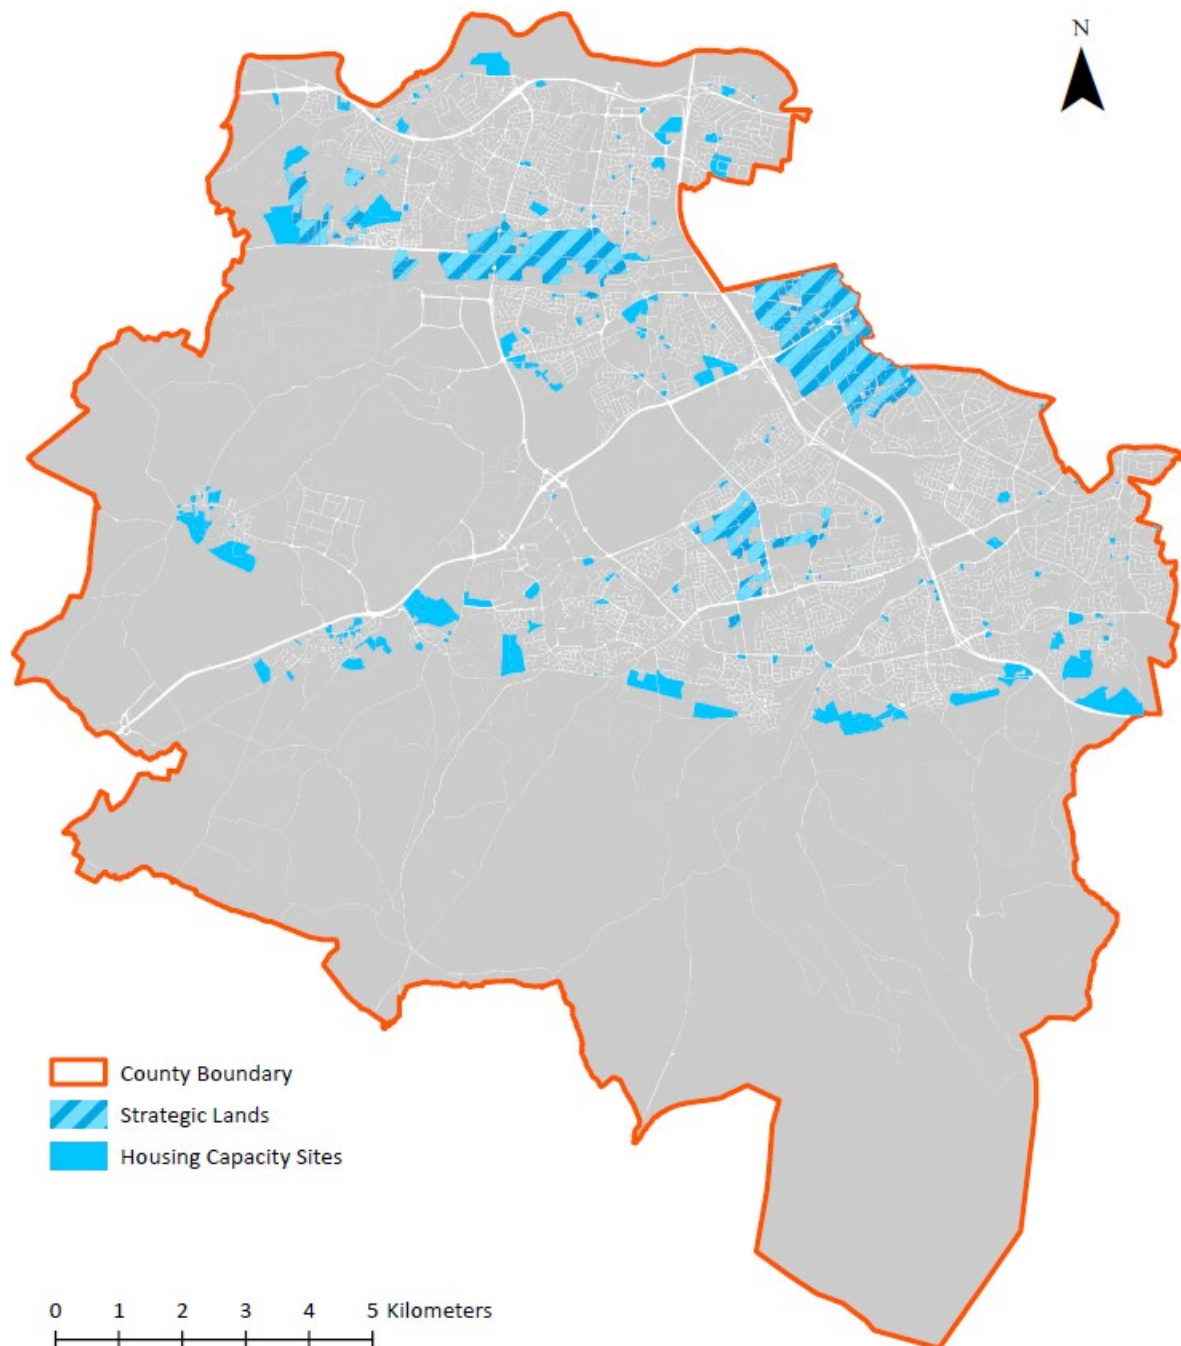 N
County Boundary
Strategic Lands
Housing Capacity Sites
0 1 2 3 4 5 Kilometers